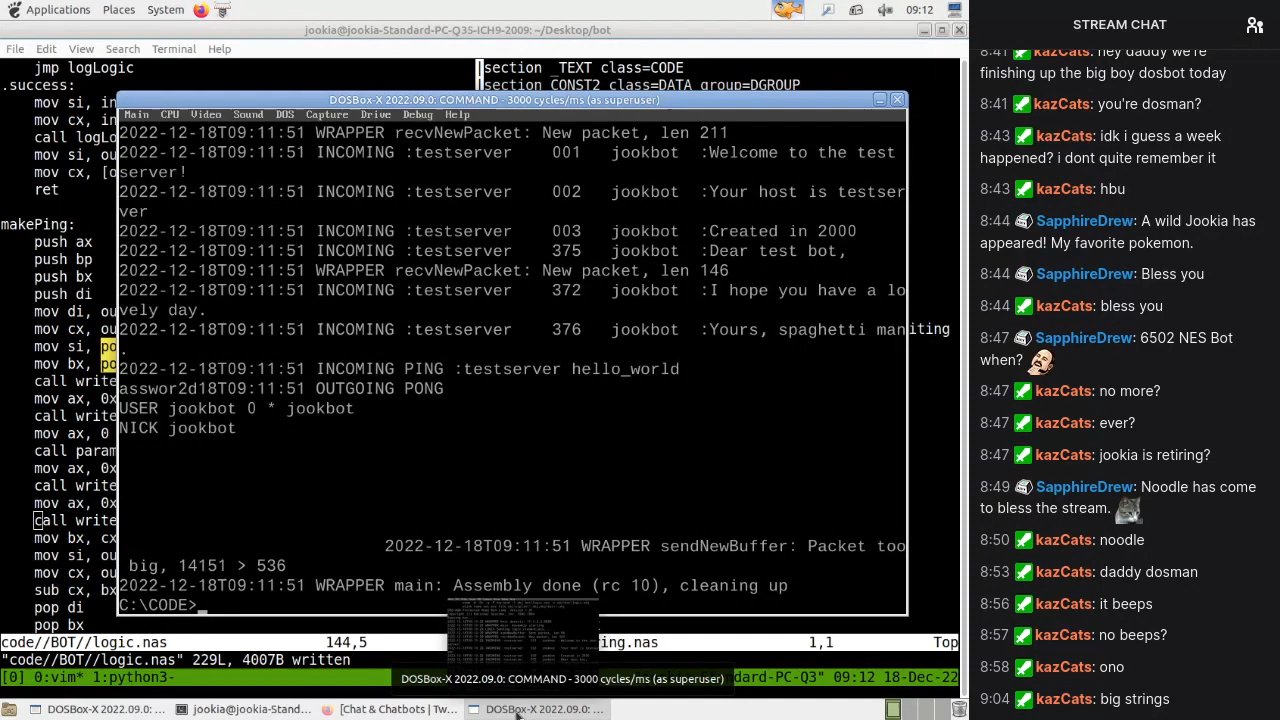 Applications Places System 09:12
jookia@jookia-Standard-PC-Q35-ICH9-2009: ~/Desktop/bot
File Edit View Search Terminal Help
jmp logLogic
.success:
mov si, in
mov cx, in
call logLo
mov si, ou
mov cx, [o
ret
makePing:
push ax
push bp
push bx
push di
mov di, ou
mov cx, ou
mov si, po
mov bx, po
call write
mov ax, 0x
call write
mov ax, 0
call param
mov ax, 0x
call write
mov ax, 0x
call write
mov bx, cx
mov si, ou
mov cx, ou
sub cx, bx
pop di
pop bx
section _TEXT class=CODE
section CONST2 class=DATA group=DGROUP
iting
DOSBox-X 2022.09.0: COMMAND - 3000 cycles/ms (as superuser)
Main CPU Video Sound DOS Capture Drive Debug Help
2022-12-18T09:11:51 WRAPPER recvNewPacket: New packet, len 211
2022-12-18T09:11:51 INCOMING :testserver 001 jookbot :Welcome to the test
server!
2022-12-18T09:11:51 INCOMING :testserver 002 jookbot :Your host is testser
ver
2022-12-18T09:11:51 INCOMING :testserver 003 jookbot :Created in 2000
2022-12-18T09:11:51 INCOMING :testserver 375 jookbot :Dear test bot,
2022-12-18T09:11:51 WRAPPER recvNewPacket: New packet, len 146
2022-12-18T09:11:51 INCOMING :testserver 372 jookbot :I hope you have a lo
vely day.
2022-12-18T09:11:51 INCOMING :testserver 376 jookbot :Yours, spaghetti man
.
2022-12-18T09:11:51 INCOMING PING :testserver hello_world
asswor2d18T09:11:51 OUTGOING PONG
USER jookbot 0 * jookbot
NICK jookbot
2022-12-18T09:11:51 WRAPPER sendNewBuffer: Packet too
big, 14151 > 536
2022-12-18T09:11:51 WRAPPER main: Assembly done (rc 10), cleaning up
C:\CODE>_
code//BOT//logic.nas 144,5 ing.nas 1,1 Top
"code//BOT//logic.nas" 229L, 4007B written
[0] 0:vim* 1:python3- dard-PC-Q3" 09:12 18-Dec-22
DOSBox-X 2022.09.0: COMMAND - 3000 cycles/ms (as superuser)
DOSBox-X 2022.09.0: ... jookia@jookia-Stand... [Chat & Chatbots | Tw... DOSBox-X 2022.09.0: ...
STREAM CHAT
8:41 kazCats: hey daddy we're
finishing up the big boy dosbot today
8:41 kazCats: you're dosman?
8:43 kazCats: idk i guess a week
happened? i dont quite remember it
8:43 kazCats: hbu
8:44 SapphireDrew: A wild Jookia has
appeared! My favorite pokemon.
8:44 SapphireDrew: Bless you
8:44 kazCats: bless you
8:47 SapphireDrew: 6502 NES Bot
when?
8:47 kazCats: no more?
8:47 kazCats: ever?
8:47 kazCats: jookia is retiring?
8:49 SapphireDrew: Noodle has come
to bless the stream.
8:50 kazCats: noodle
8:53 kazCats: daddy dosman
8:56 kazCats: it beeps
8:56 kazCats: no beeps
8:58 kazCats: ono
9:04 kazCats: big strings